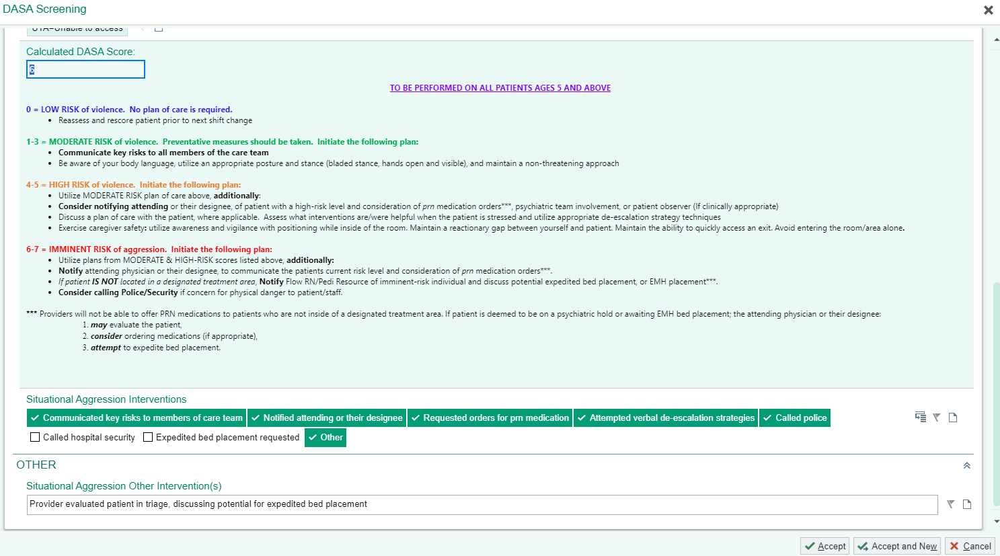 DASA Screening
UTA=Unable to access
Calculated DASA Score:
6
TO BE PERFORMED ON ALL PATIENTS AGES 5 AND ABOVE
0 = LOW RISK of violence.  No plan of care is required.
• Reassess and rescore patient prior to next shift change
1-3 = MODERATE RISK of violence.  Preventative measures should be taken.  Initiate the following plan:
• Communicate key risks to all members of the care team
• Be aware of your body language, utilize an appropriate posture and stance (bladed stance, hands open and visible), and maintain a non-threatening approach
4-5 = HIGH RISK of violence.  Initiate the following plan:
• Utilize MODERATE RISK plan of care above, additionally:
• Consider notifying attending or their designee, of patient with a high-risk level and consideration of prn medication orders***, psychiatric team involvement, or patient observer (If clinically appropriate)
• Discuss a plan of care with the patient, where applicable.  Assess what interventions are/were helpful when the patient is stressed and utilize appropriate de-escalation strategy techniques
• Exercise caregiver safety: utilize awareness and vigilance with positioning while inside of the room. Maintain a reactionary gap between yourself and patient. Maintain the ability to quickly access an exit. Avoid entering the room/area alone.
6-7 = IMMINENT RISK of aggression.  Initiate the following plan:
• Utilize plans from MODERATE & HIGH-RISK scores listed above, additionally:
• Notify attending physician or their designee, to communicate the patients current risk level and consideration of prn medication orders***.
• If patient IS NOT located in a designated treatment area, Notify Flow RN/Pedi Resource of imminent-risk individual and discuss potential expedited bed placement, or EMH placement***.
• Consider calling Police/Security if concern for physical danger to patient/staff.
*** Providers will not be able to offer PRN medications to patients who are not inside of a designated treatment area. If patient is deemed to be on a psychiatric hold or awaiting EMH bed placement; the attending physician or their designee:
1. may evaluate the patient,
2. consider ordering medications (if appropriate),
3. attempt to expedite bed placement.
Situational Aggression Interventions
Communicated key risks to members of care team Notified attending or their designee Requested orders for prn medication Attempted verbal de-escalation strategies Called police
Called hospital security Expedited bed placement requested Other
OTHER
Situational Aggression Other Intervention(s)
Provider evaluated patient in triage, discussing potential for expedited bed placement
Accept Accept and New Cancel